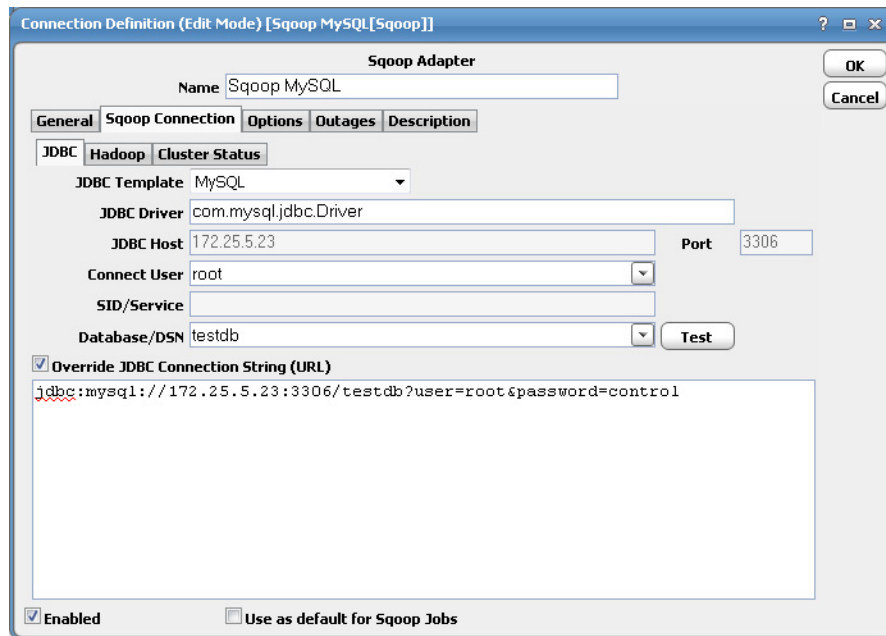 Connection Definition (Edit Mode) [Sqoop MySQL[Sqoop]] ?
Sqoop Adapter
OK
Name Sqoop MySQL
Cancel
General Sqoop Connection Options Outages Description
JDBC Hadoop Cluster Status
JDBC Template MySQL
JDBC Driver com.mysql.jdbc.Driver
JDBC Host 172.25.5.23 Port 3306
Connect User root
SID/Service
Database/DSN testdb Test
Override JDBC Connection String (URL)
jdbc:mysql://172.25.5.23:3306/testdb?user=root&password=control
Enabled Use as default for Sqoop Jobs